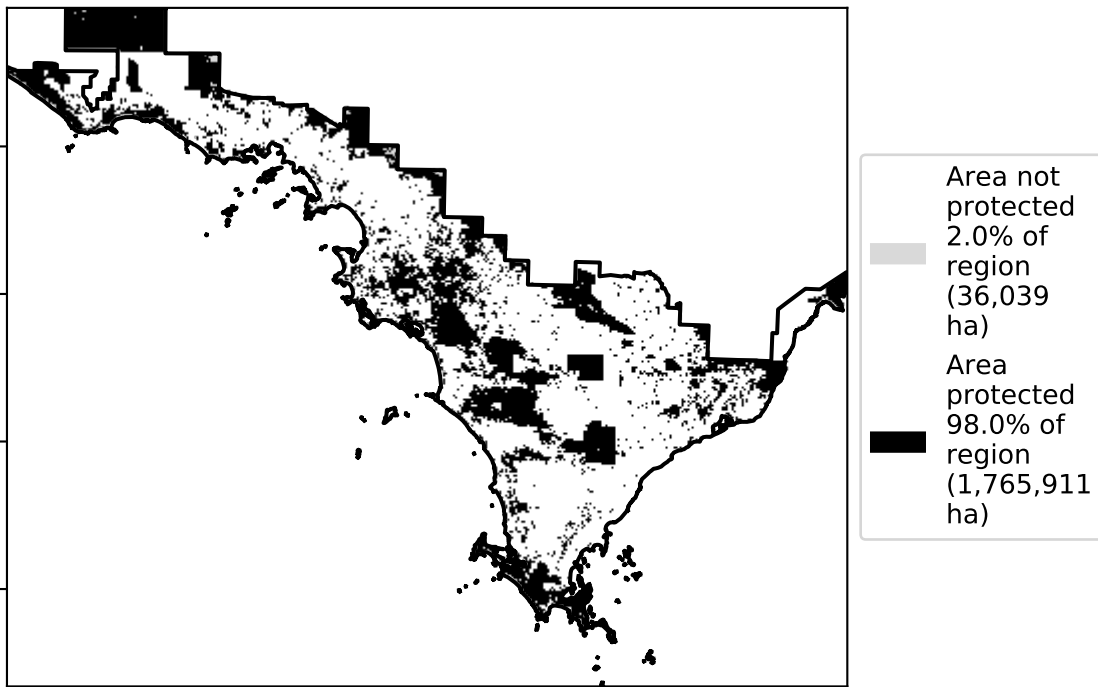 Area not
protected
2.0% of
region
(36,039
ha)
Area
protected
98.0% of
region
(1,765,911
ha)